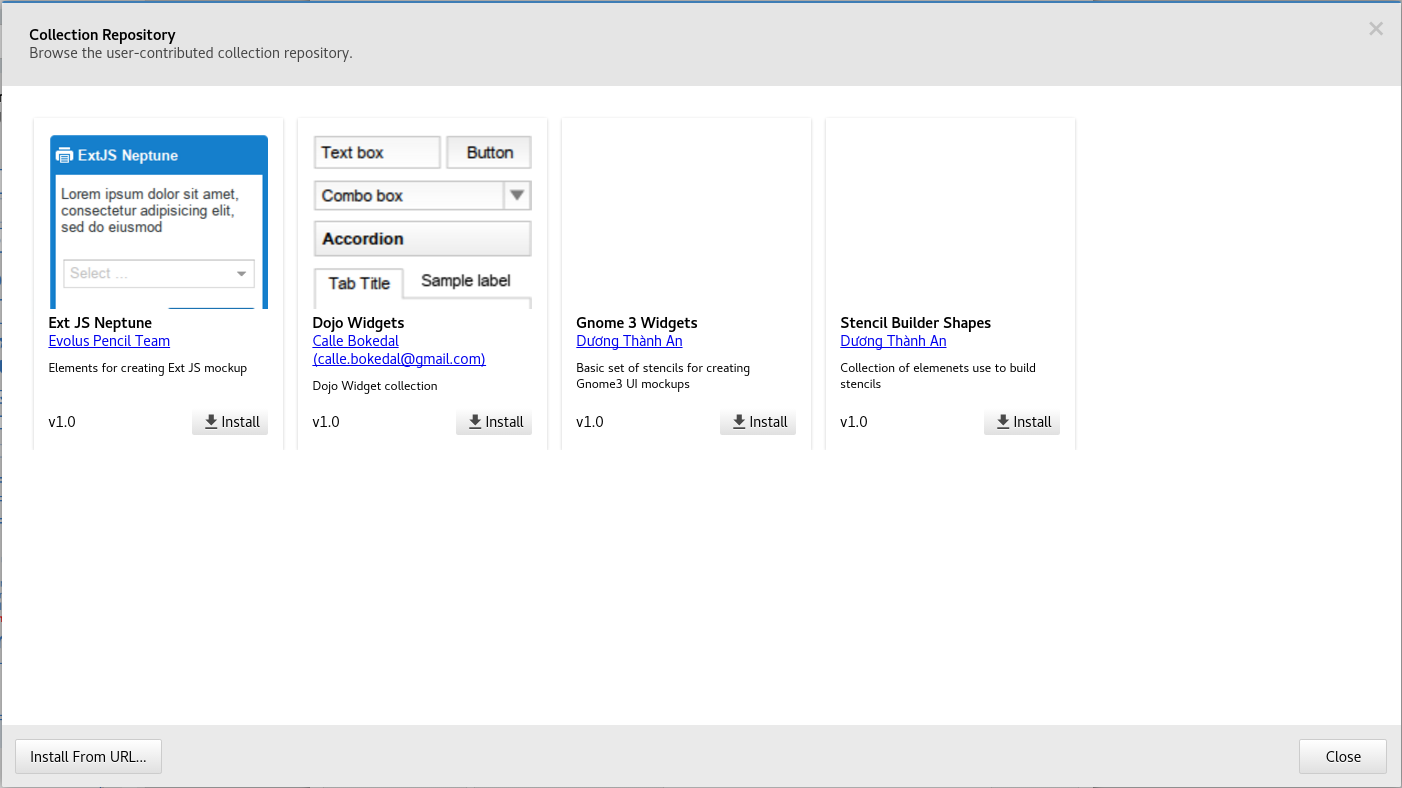 Collection Repository
Browse the user-contributed collection repository.
ExtJS Neptune
Lorem ipsum dolor sit amet,
consectetur adipisicing elit,
sed do eiusmod
Select ...
Ext JS Neptune
Evolus Pencil Team
Elements for creating Ext JS mockup
v1.0
Install
Text box
Button
Combo box
Accordion
Tab Title
Sample label
Dojo Widgets
Calle Bokedal
(calle.bokedal@gmail.com)
Dojo Widget collection
v1.0
Install
Gnome 3 Widgets
Dương Thành An
Basic set of stencils for creating
Gnome3 UI mockups
v1.0
Install
Stencil Builder Shapes
Dương Thành An
Collection of elemenets use to build
stencils
v1.0
Install
Install From URL...
Close